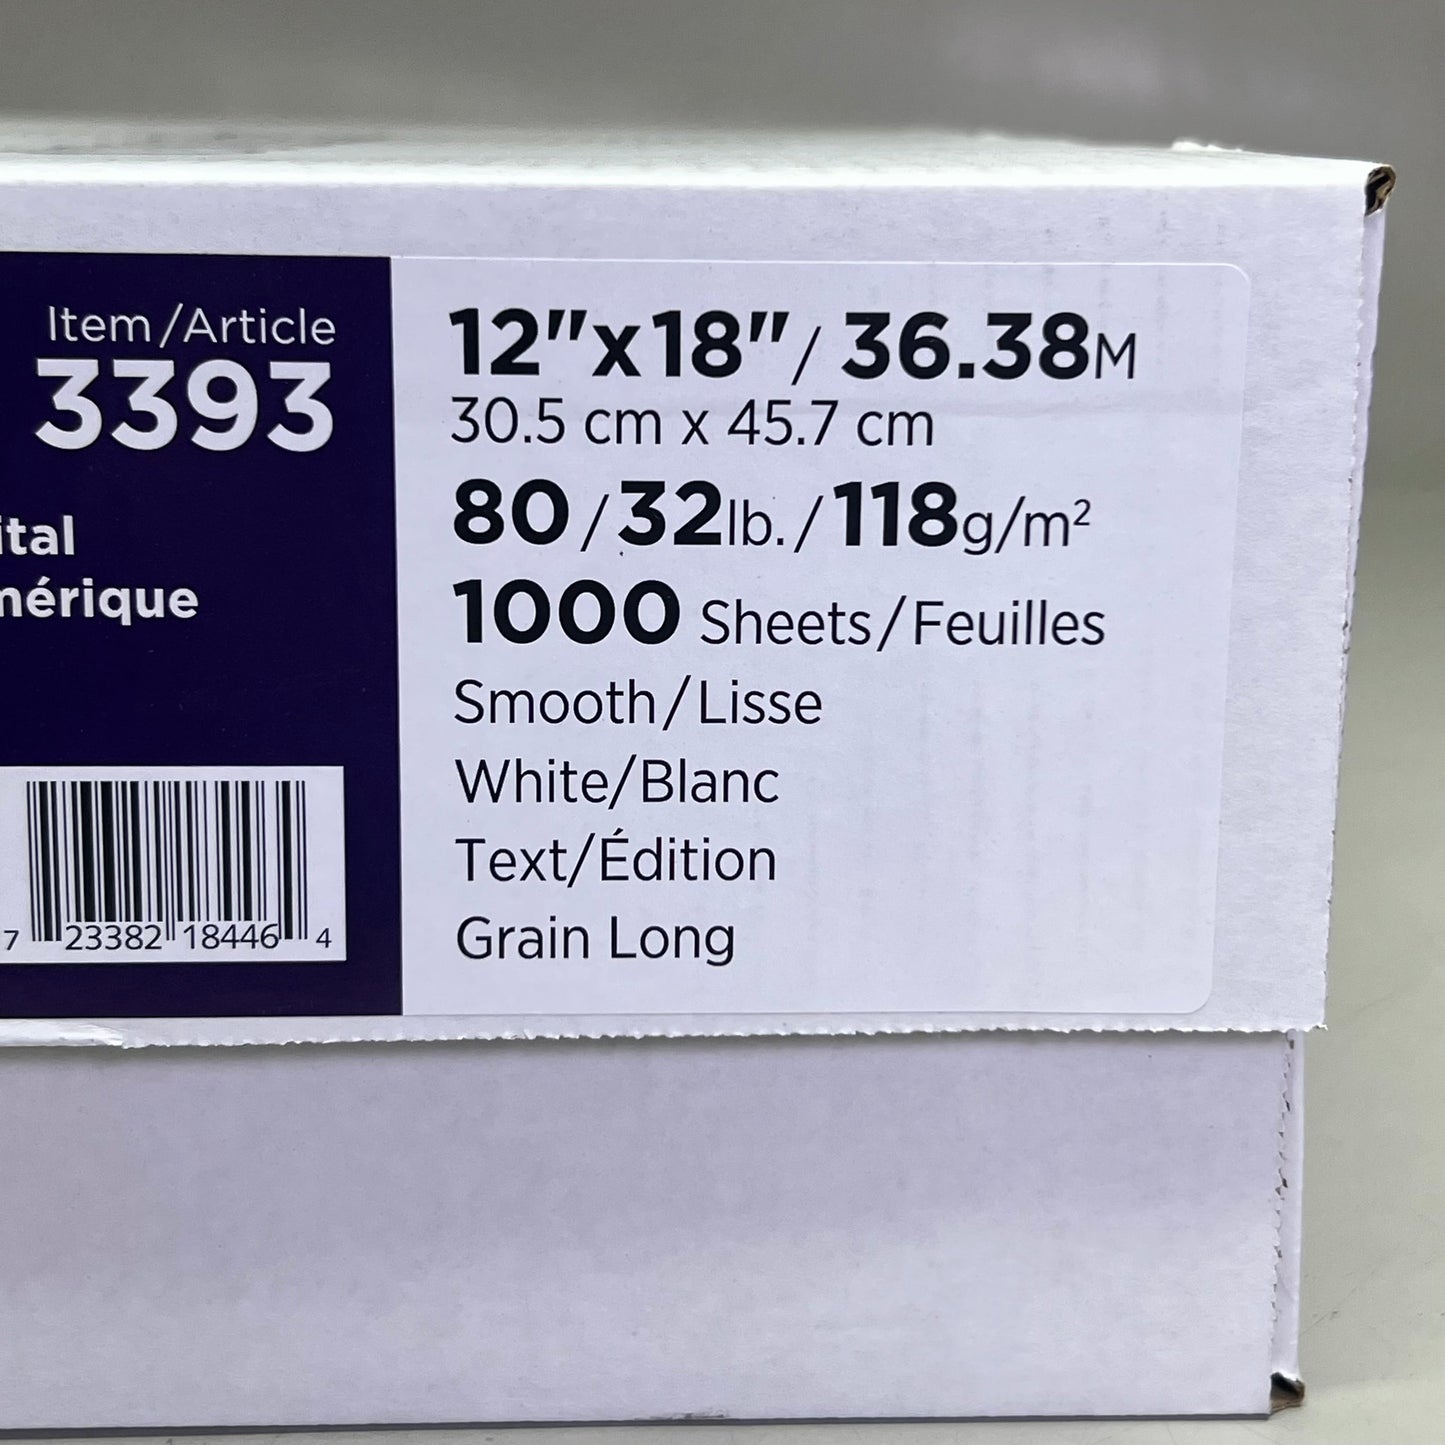 Item/Article
3393
ital
mérique
7 23382 18446 4
12"x18"/ 36.38M
30.5 cm x 45.7 cm
80/32lb./118g/m²
1000 Sheets/Feuilles
Smooth/Lisse
White/Blanc
Text/Édition
Grain Long